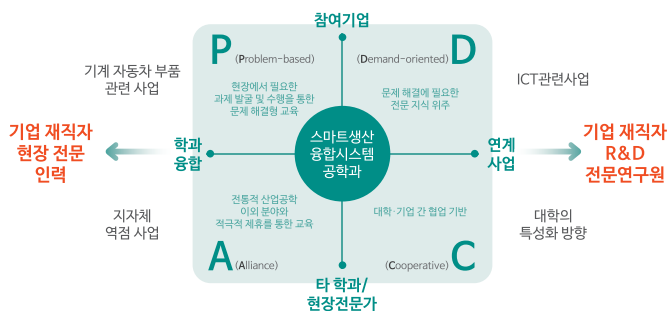 참여기업
P (Problem-based)
(Demand-oriented) D
기계 자동차 부품
관련 사업
현장에서 필요한
과제 발굴 및 수행을 통한
문제 해결형 교육
문제 해결에 필요한
전문 지식 위주
ICT관련사업
기업 재직자
현장 전문
인력
학과
융합
스마트생산
융합시스템
공학과
연계
사업
기업 재직자
R&D
전문연구원
지자체
역점 사업
전통적 산업공학
이외 분야와
적극적 제휴를 통한 교육
대학·기업 간 협업 기반
대학의
특성화 방향
A (Alliance)
(Cooperative) C
타 학과/
현장전문가